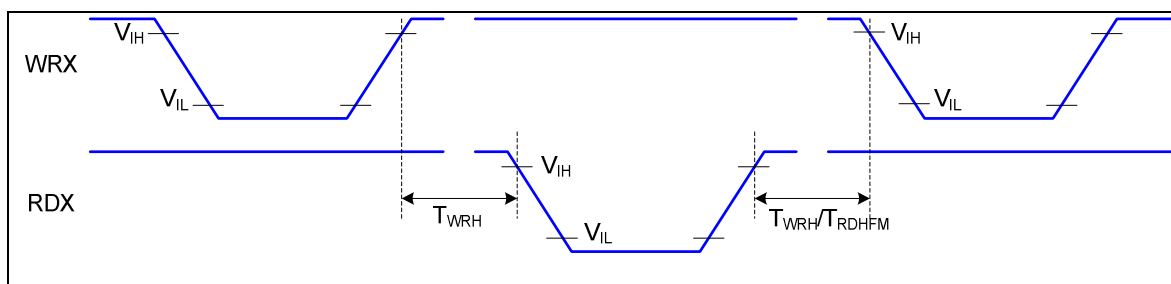 WRX
V_IH
V_IL
V_IH
V_IL
RDX
V_IH
V_IL
T_WRH
T_WRH/T_RDHFM